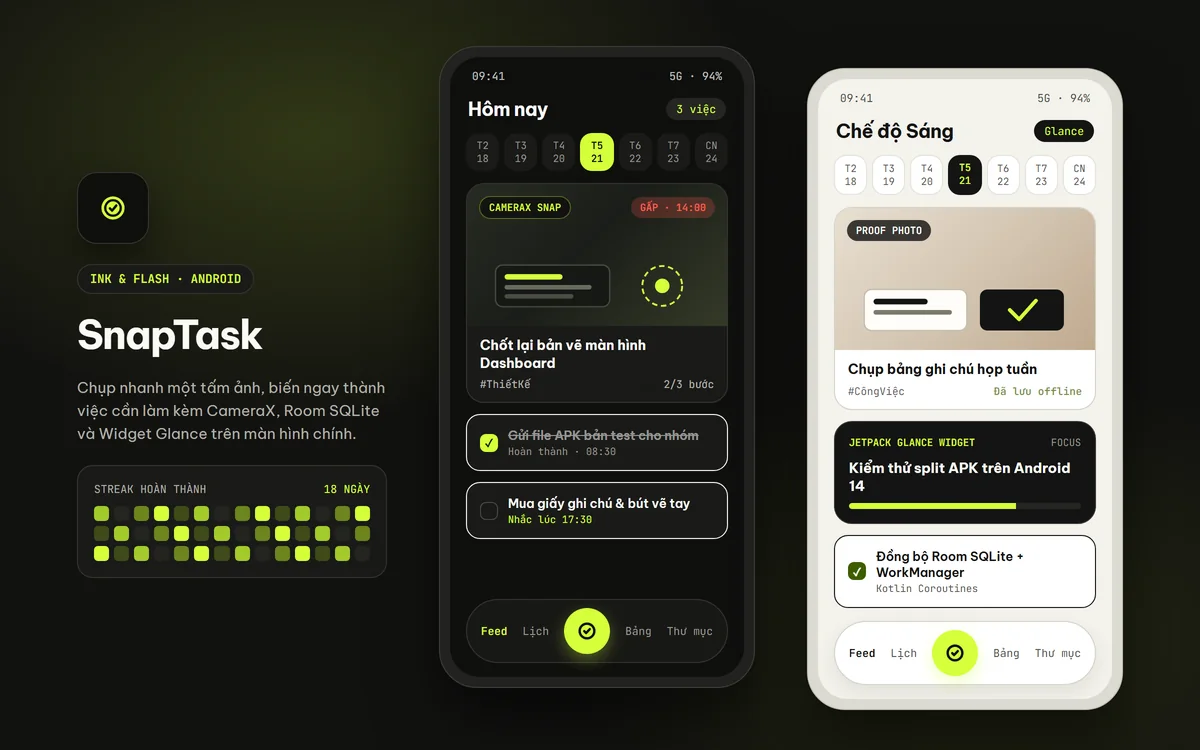 INK & FLASH · ANDROID
SnapTask
Chụp nhanh một tấm ảnh, biến ngay thành
việc cần làm kèm CameraX, Room SQLite
và Widget Glance trên màn hình chính.
STREAK HOÀN THÀNH 18 NGÀY
09:41 5G · 94%
Hôm nay 3 việc
T2 T3 T4 T5 T6 T7 CN
18 19 20 21 22 23 24
CAMERAX SNAP GẤP · 14:00
Chốt lại bản vẽ màn hình
Dashboard
#ThiếtKế 2/3 bước
Gửi file APK bản test cho nhóm
Hoàn thành · 08:30
Mua giấy ghi chú & bút vẽ tay
Nhắc lúc 17:30
Feed Lịch Bảng Thư mục
09:41 5G · 94%
Chế độ Sáng Glance
T2 T3 T4 T5 T6 T7 CN
18 19 20 21 22 23 24
PROOF PHOTO
Chụp bảng ghi chú họp tuần
#CôngViệc Đã lưu offline
JETPACK GLANCE WIDGET FOCUS
Kiểm thử split APK trên Android
14
Đồng bộ Room SQLite +
WorkManager
Kotlin Coroutines
Feed Lịch Bảng Thư mục